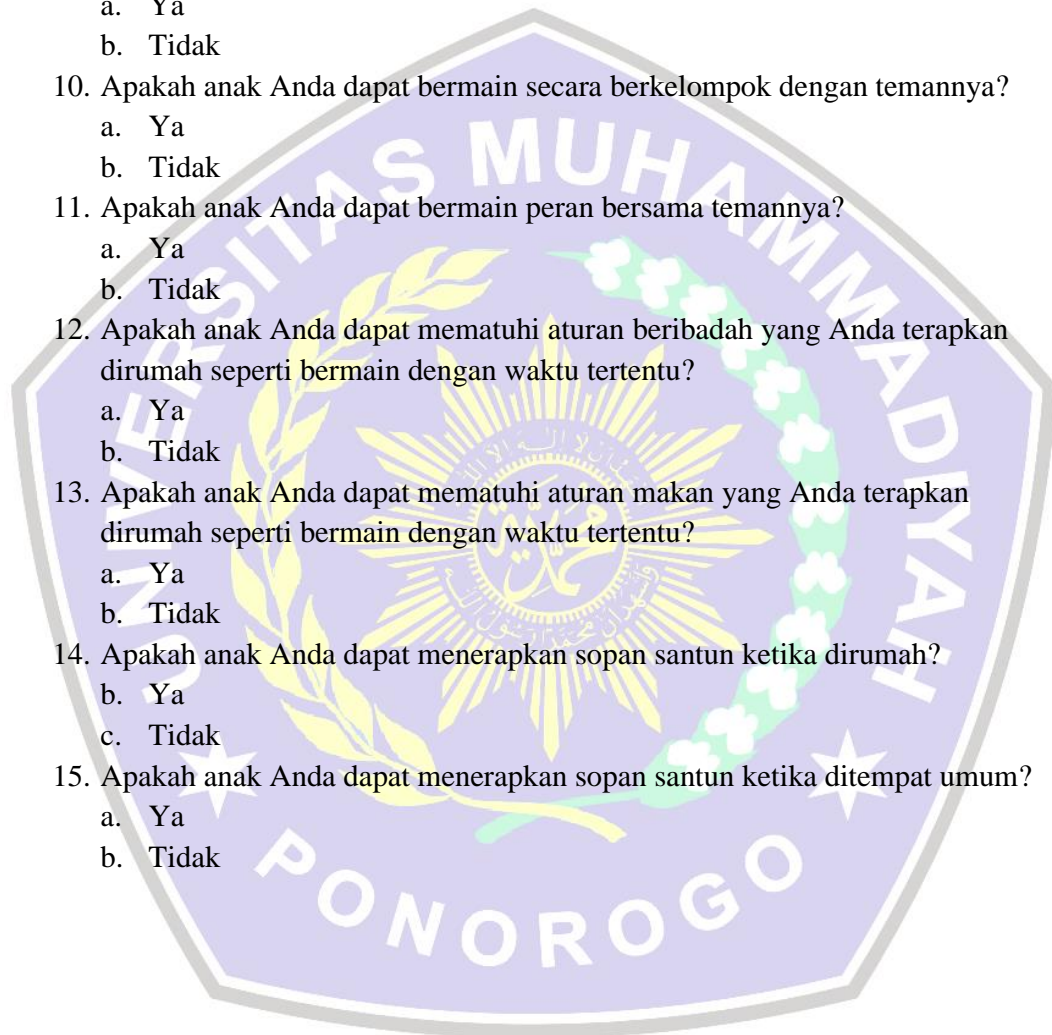 a. Ya
b. Tidak
10. Apakah anak Anda dapat bermain secara berkelompok dengan temannya?
a. Ya
b. Tidak
11. Apakah anak Anda dapat bermain peran bersama temannya?
a. Ya
b. Tidak
12. Apakah anak Anda dapat mematuhi aturan beribadah yang Anda terapkan
dirumah seperti bermain dengan waktu tertentu?
a. Ya
b. Tidak
13. Apakah anak Anda dapat mematuhi aturan makan yang Anda terapkan
dirumah seperti bermain dengan waktu tertentu?
a. Ya
b. Tidak
14. Apakah anak Anda dapat menerapkan sopan santun ketika dirumah?
b. Ya
c. Tidak
15. Apakah anak Anda dapat menerapkan sopan santun ketika ditempat umum?
a. Ya
b. Tidak
UNIVERSITAS MUHAMMADIYAH
PONOROGO